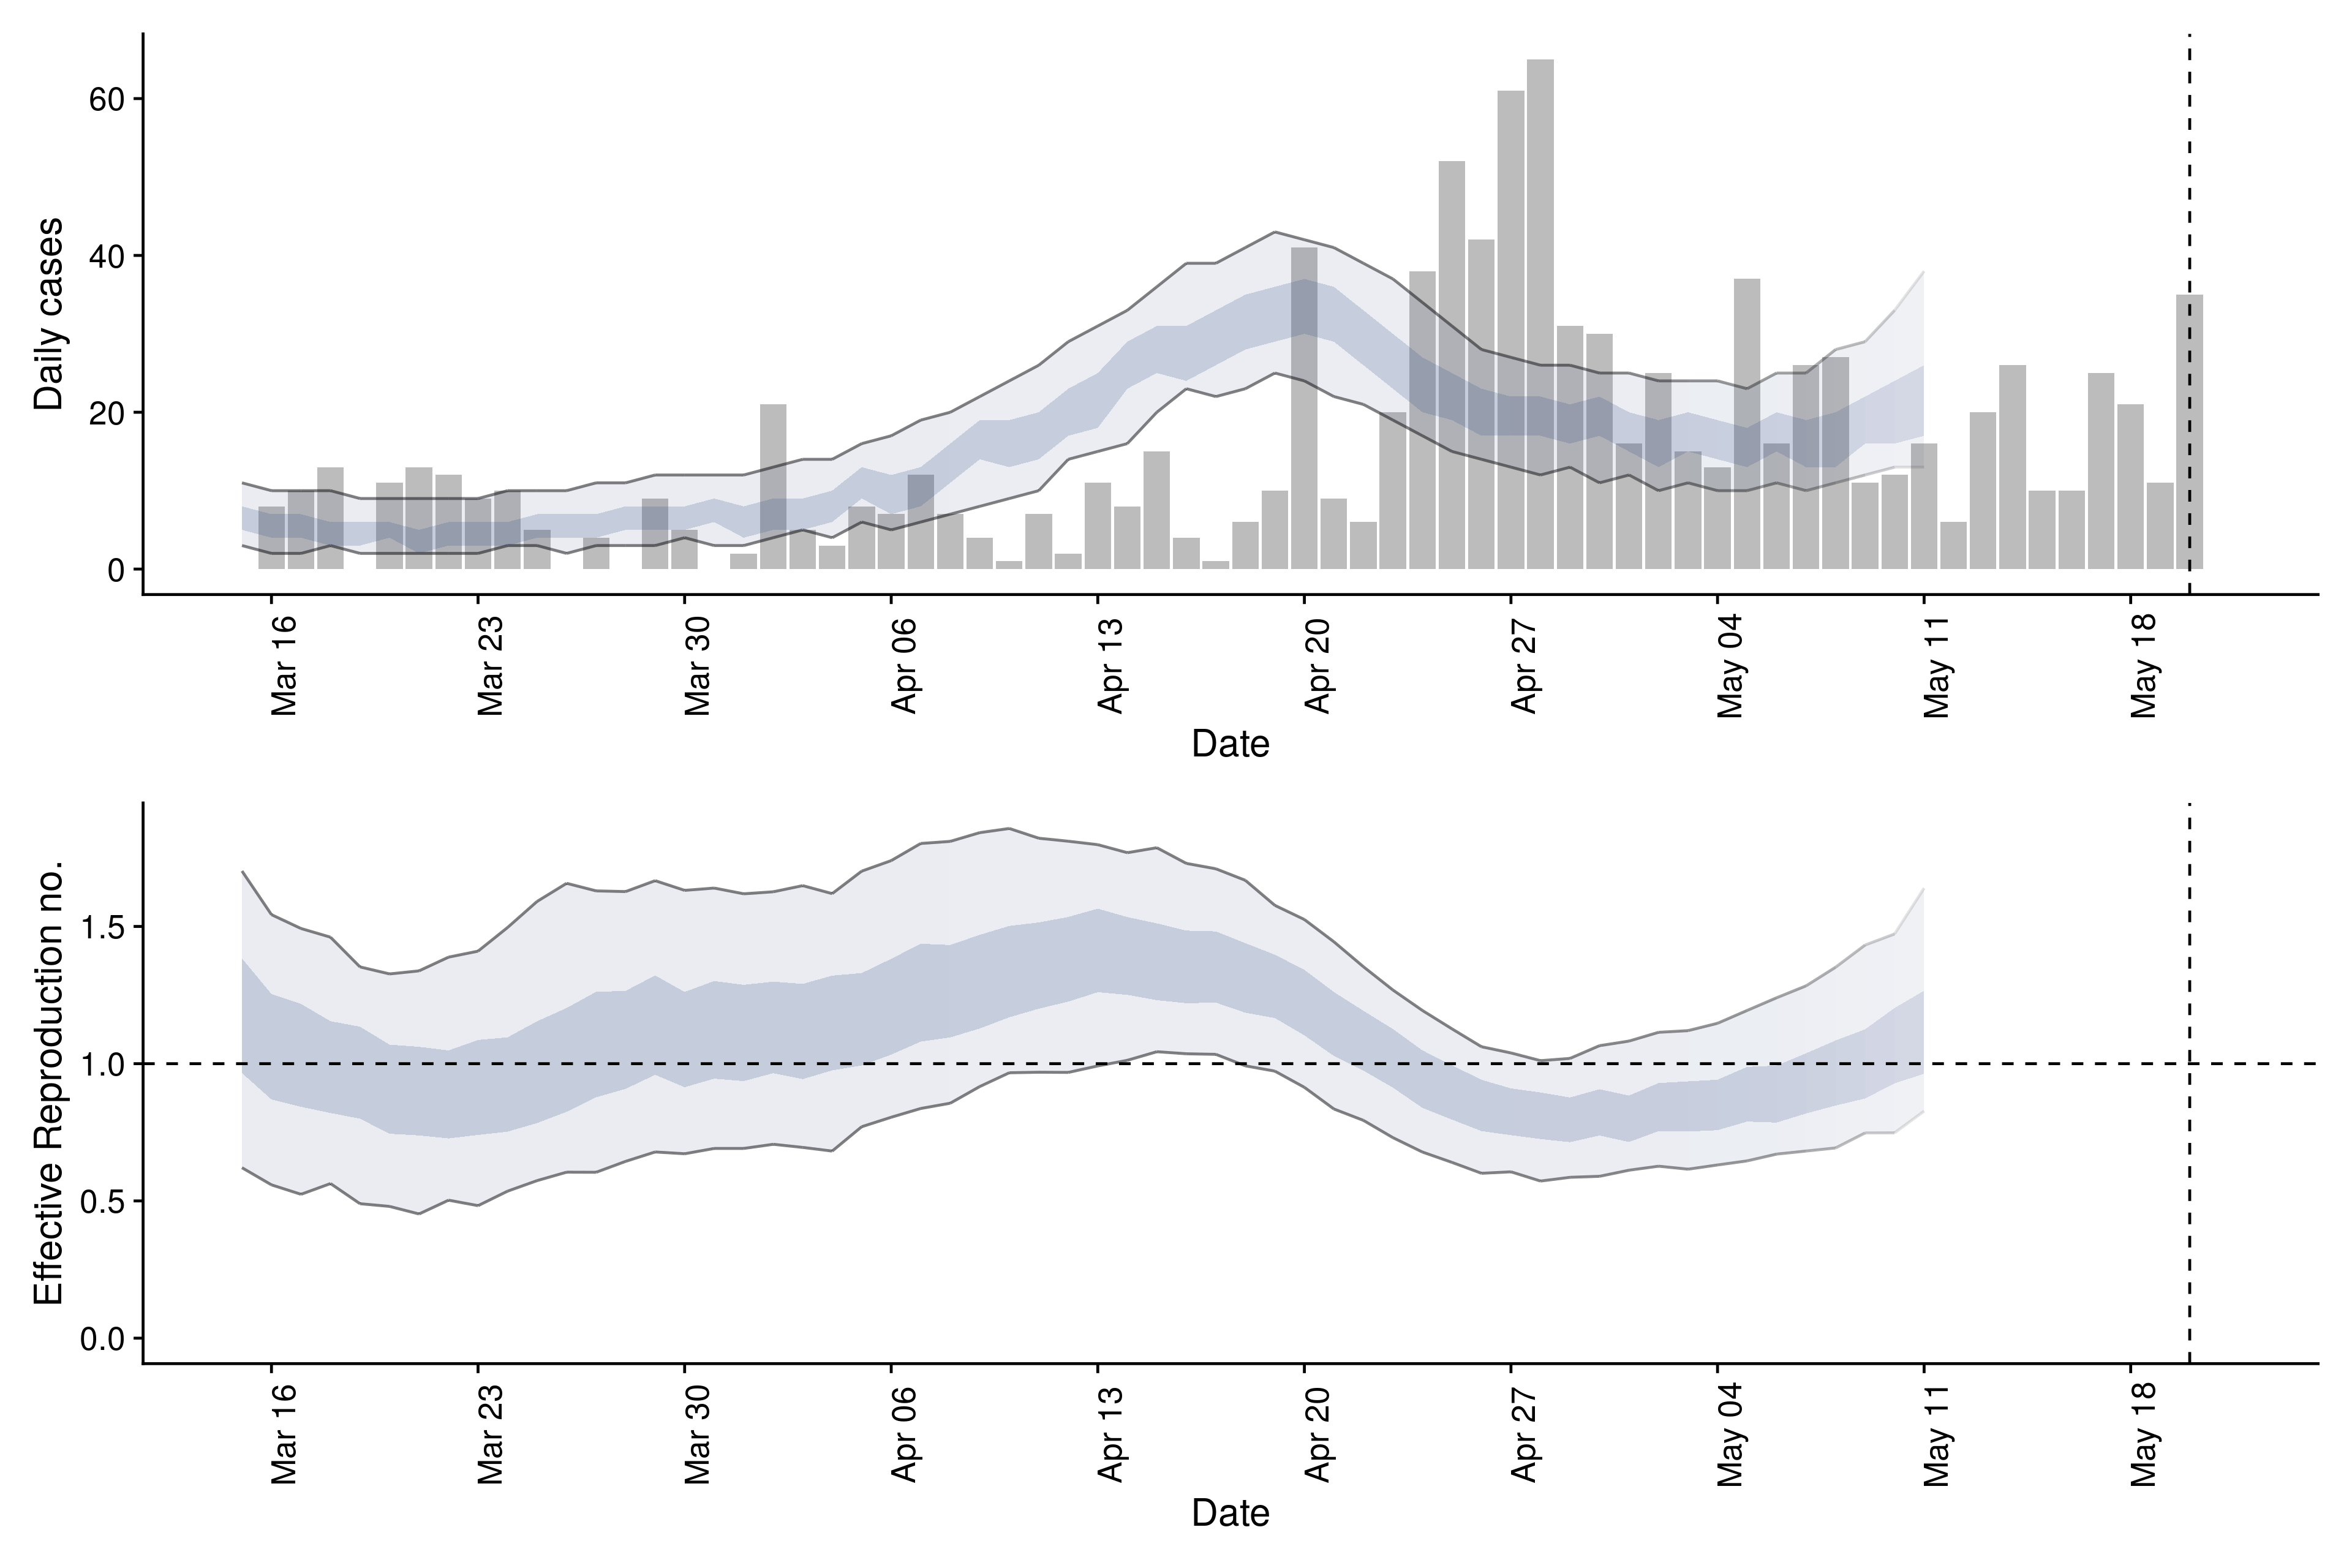 Daily cases
60
40
20
0
Mar 16
Mar 23
Mar 30
Apr 06
Apr 13
Apr 20
Apr 27
May 04
May 11
May 18
Date
Effective Reproduction no.
1.5
1.0
0.5
0.0
Mar 16
Mar 23
Mar 30
Apr 06
Apr 13
Apr 20
Apr 27
May 04
May 11
May 18
Date